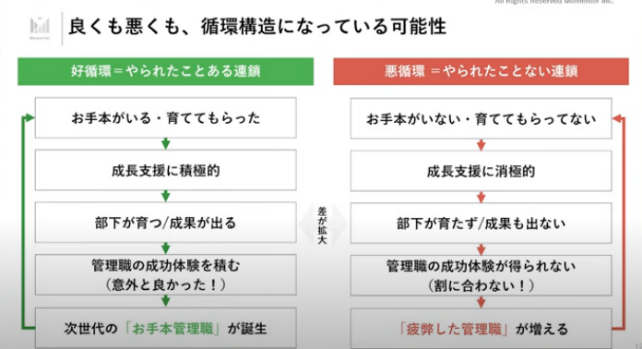 All Rights Reserved Momentor Inc.
良くも悪くも、循環構造になっている可能性
好循環＝やられたことある連鎖
お手本がいる・育ててもらった
成長支援に積極的
部下が育つ/成果が出る
管理職の成功体験を積む
（意外と良かった！）
次世代の「お手本管理職」が誕生
差が拡大
悪循環 ＝やられたことない連鎖
お手本がいない・育ててもらってない
成長支援に消極的
部下が育たず/成果も出ない
管理職の成功体験が得られない
（割に合わない！）
「疲弊した管理職」が増える